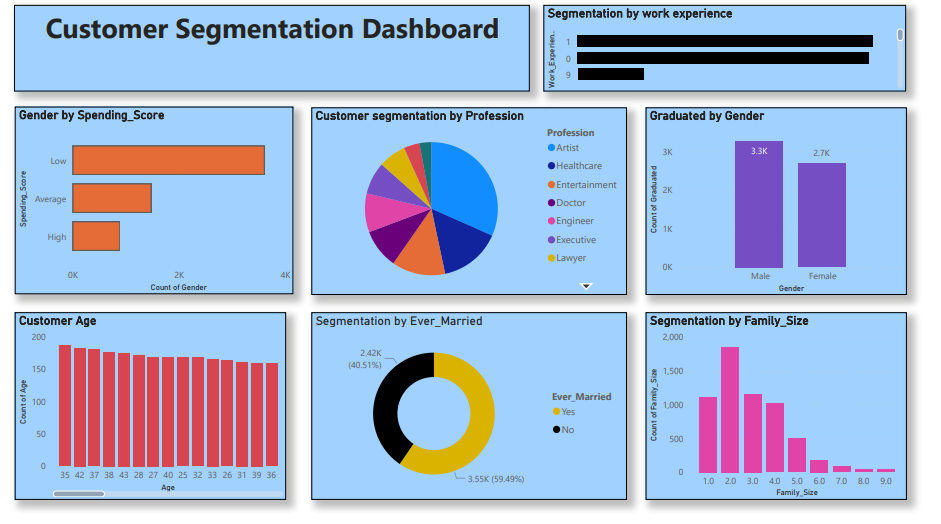 Customer Segmentation Dashboard
Segmentation by work experience
Work_Experien..
1
0
9
Gender by Spending_Score
Spending_Score
Low
Average
High
0K 2K 4K
Count of Gender
Customer segmentation by Profession
Profession
Artist
Healthcare
Entertainment
Doctor
Engineer
Executive
Lawyer
Graduated by Gender
Count of Graduated
3K
2K
1K
0K
3.3K
2.7K
Male Female
Gender
Customer Age
Count of Age
200
150
100
50
0
35 42 37 38 43 28 27 40 25 32 33 26 31 39 36
Age
Segmentation by Ever_Married
2.42K
(40.51%)
3.55K (59.49%)
Ever_Married
Yes
No
Segmentation by Family_Size
Count of Family_Size
2,000
1,500
1,000
500
0
1.0 2.0 3.0 4.0 5.0 6.0 7.0 8.0 9.0
Family_Size